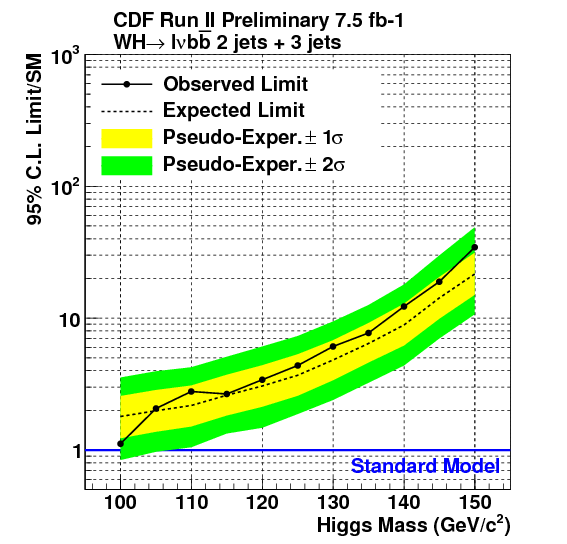 CDF Run II Preliminary 7.5 fb-1
WH→ lνbb̅ 2 jets + 3 jets
95% C.L. Limit/SM
10³
10²
10
1
Observed Limit
Expected Limit
Pseudo-Exper.± 1σ
Pseudo-Exper.± 2σ
Standard Model
100 110 120 130 140 150
Higgs Mass (GeV/c²)